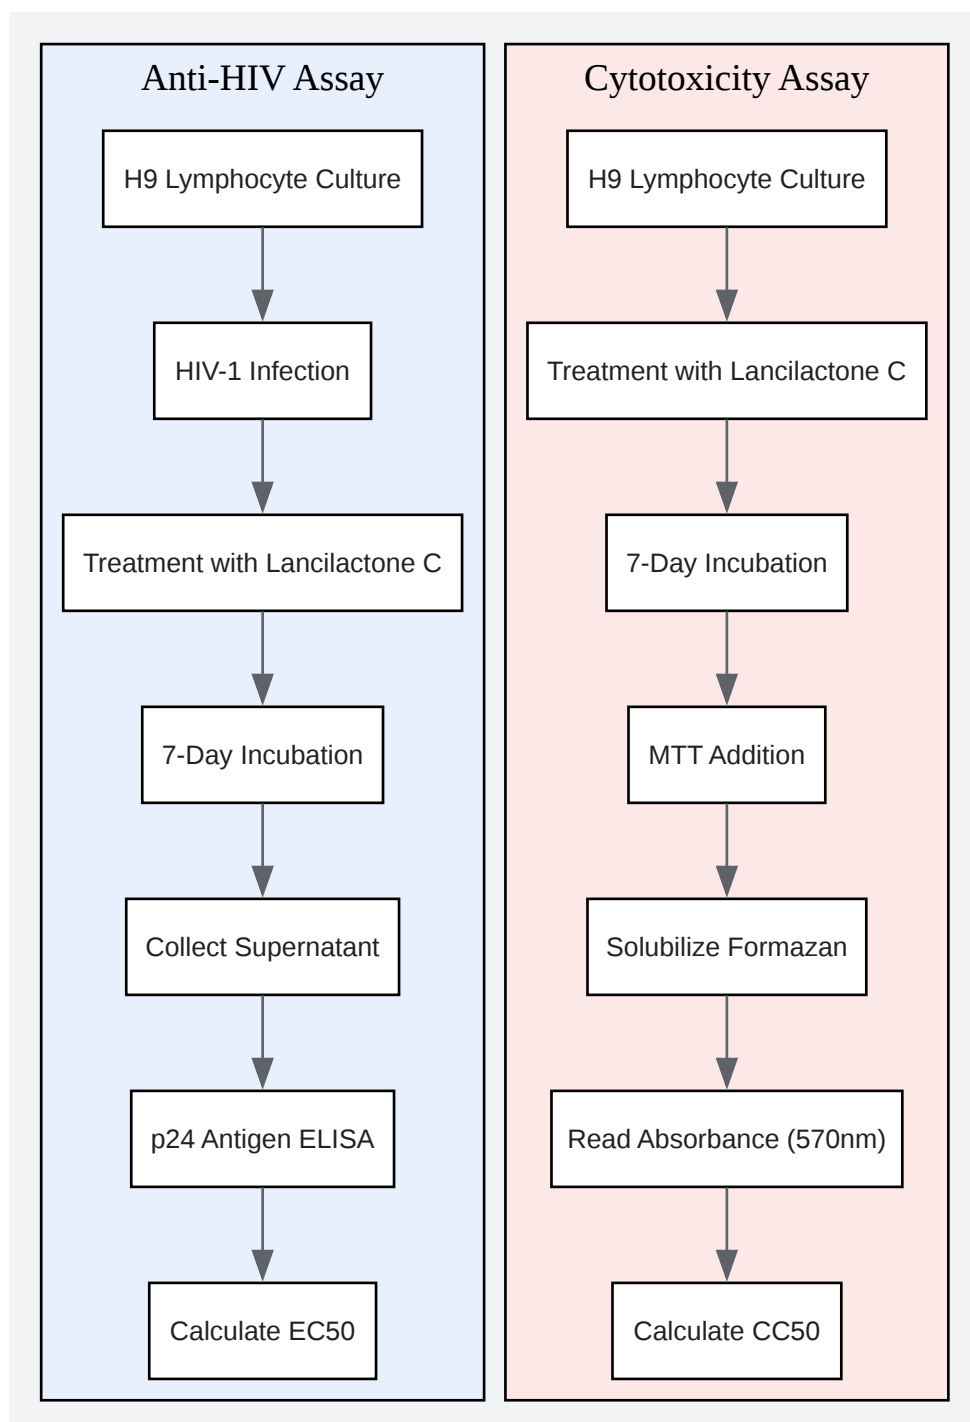 Anti-HIV Assay
H9 Lymphocyte Culture
HIV-1 Infection
Treatment with Lancilactone C
7-Day Incubation
Collect Supernatant
p24 Antigen ELISA
Calculate EC50
Cytotoxicity Assay
H9 Lymphocyte Culture
Treatment with Lancilactone C
7-Day Incubation
MTT Addition
Solubilize Formazan
Read Absorbance (570nm)
Calculate CC50